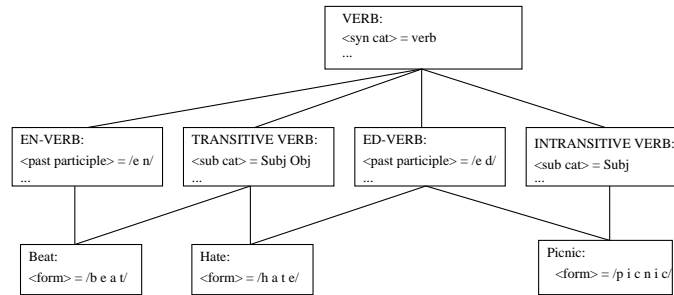 VERB:
<syn cat> = verb
...
EN-VERB:
<past participle> = /e n/
...
TRANSITIVE VERB:
<sub cat> = Subj Obj
...
ED-VERB:
<past participle> = /e d/
...
INTRANSITIVE VERB:
<sub cat> = Subj
...
Beat:
<form> = /b e a t/
Hate:
<form> = /h a t e/
Picnic:
<form> = /p i c n i c/